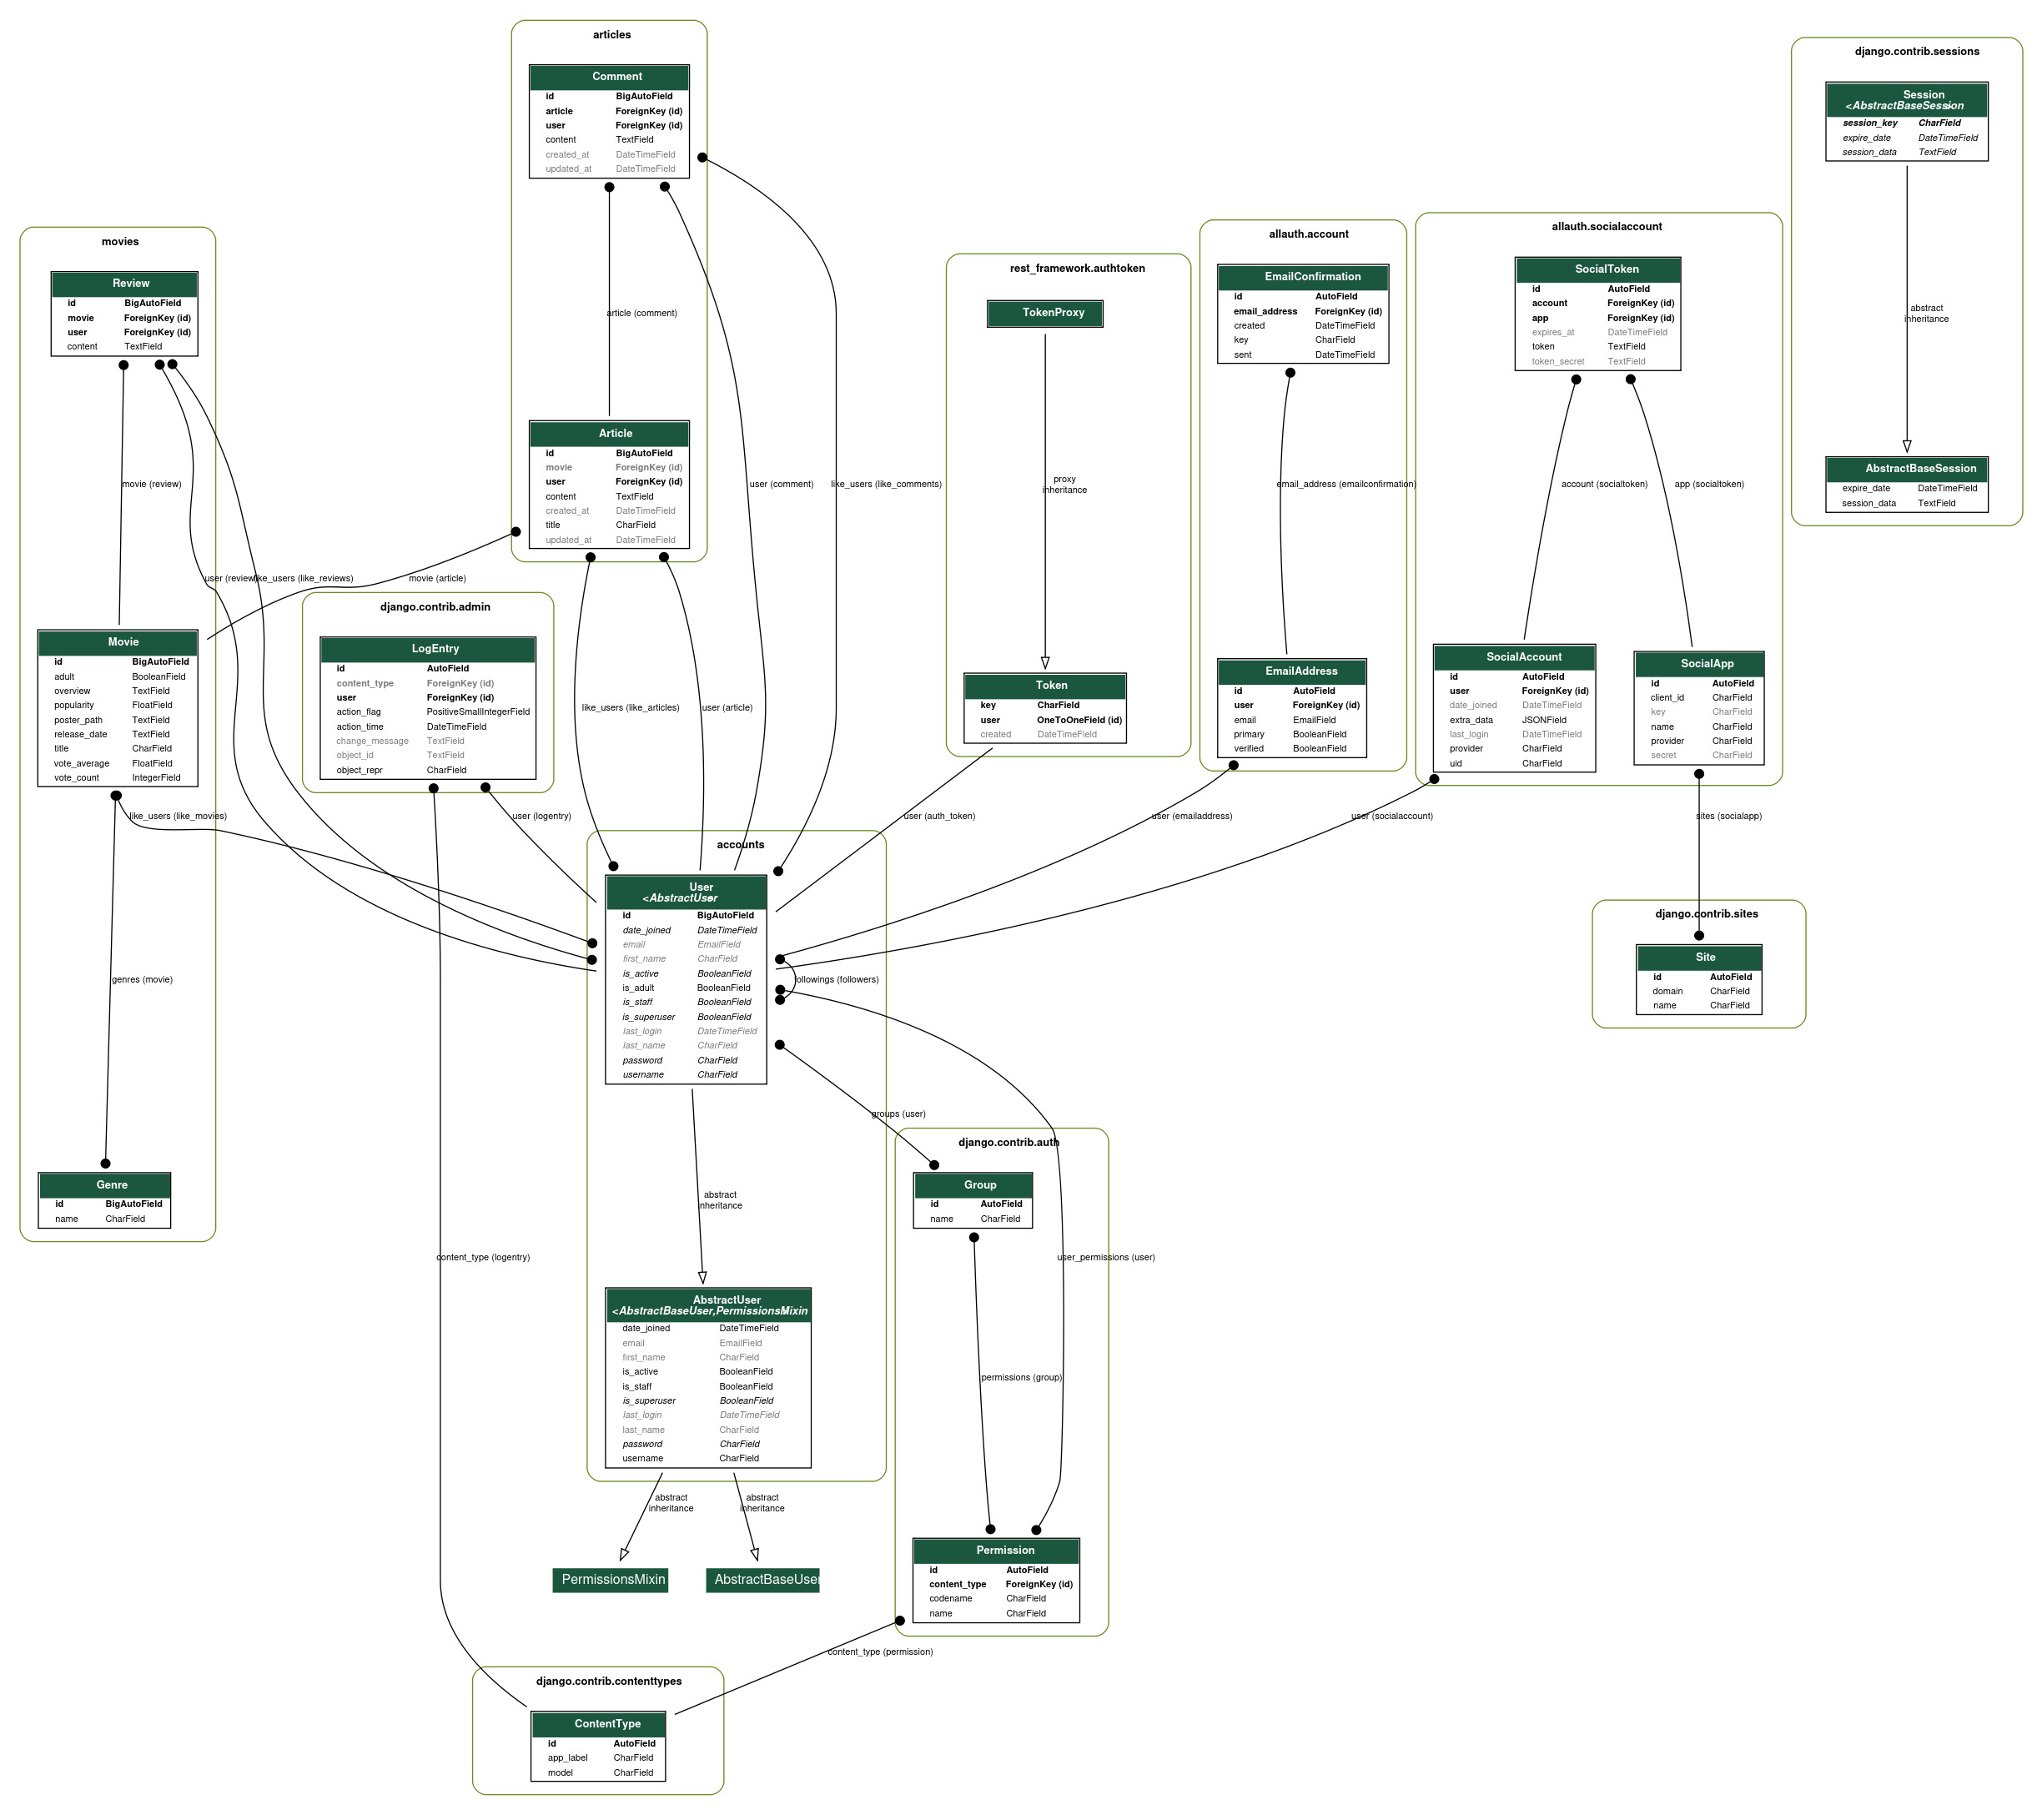 articles
Comment
id BigAutoField
article ForeignKey (id)
user ForeignKey (id)
content TextField
created_at DateTimeField
updated_at DateTimeField
article (comment)
Article
id BigAutoField
movie ForeignKey (id)
user ForeignKey (id)
content TextField
created_at DateTimeField
title CharField
updated_at DateTimeField
user (comment)
like_users (like_comments)
like_users (like_articles)
user (article)
movie (article)
movies
Review
id BigAutoField
movie ForeignKey (id)
user ForeignKey (id)
content TextField
movie (review)
user (review)
like_users (like_reviews)
Movie
id BigAutoField
adult BooleanField
overview TextField
popularity FloatField
poster_path TextField
release_date TextField
title CharField
vote_average FloatField
vote_count IntegerField
like_users (like_movies)
genres (movie)
Genre
id BigAutoField
name CharField
django.contrib.admin
LogEntry
id AutoField
content_type ForeignKey (id)
user ForeignKey (id)
action_flag PositiveSmallIntegerField
action_time DateTimeField
change_message TextField
object_id TextField
object_repr CharField
user (logentry)
content_type (logentry)
rest_framework.authtoken
TokenProxy
proxy
inheritance
Token
key CharField
user OneToOneField (id)
created DateTimeField
user (auth_token)
allauth.account
EmailConfirmation
id AutoField
email_address ForeignKey (id)
created DateTimeField
key CharField
sent DateTimeField
email_address (emailconfirmation)
EmailAddress
id AutoField
user ForeignKey (id)
email EmailField
primary BooleanField
verified BooleanField
user (emailaddress)
allauth.socialaccount
SocialToken
id AutoField
account ForeignKey (id)
app ForeignKey (id)
expires_at DateTimeField
token TextField
token_secret TextField
account (socialtoken)
app (socialtoken)
SocialAccount
id AutoField
user ForeignKey (id)
date_joined DateTimeField
extra_data JSONField
last_login DateTimeField
provider CharField
uid CharField
SocialApp
id AutoField
client_id CharField
key CharField
name CharField
provider CharField
secret CharField
user (socialaccount)
sites (socialapp)
django.contrib.sessions
Session
<AbstractBaseSession>
session_key CharField
expire_date DateTimeField
session_data TextField
abstract
inheritance
AbstractBaseSession
expire_date DateTimeField
session_data TextField
django.contrib.sites
Site
id AutoField
domain CharField
name CharField
accounts
User
<AbstractUser>
id BigAutoField
date_joined DateTimeField
email EmailField
first_name CharField
is_active BooleanField
is_adult BooleanField
is_staff BooleanField
is_superuser BooleanField
last_login DateTimeField
last_name CharField
password CharField
username CharField
followings (followers)
groups (user)
abstract
inheritance
AbstractUser
<AbstractBaseUser,PermissionsMixin>
date_joined DateTimeField
email EmailField
first_name CharField
is_active BooleanField
is_staff BooleanField
is_superuser BooleanField
last_login DateTimeField
last_name CharField
password CharField
username CharField
abstract
inheritance
abstract
inheritance
PermissionsMixin
AbstractBaseUser
django.contrib.auth
Group
id AutoField
name CharField
user_permissions (user)
permissions (group)
Permission
id AutoField
content_type ForeignKey (id)
codename CharField
name CharField
content_type (permission)
django.contrib.contenttypes
ContentType
id AutoField
app_label CharField
model CharField